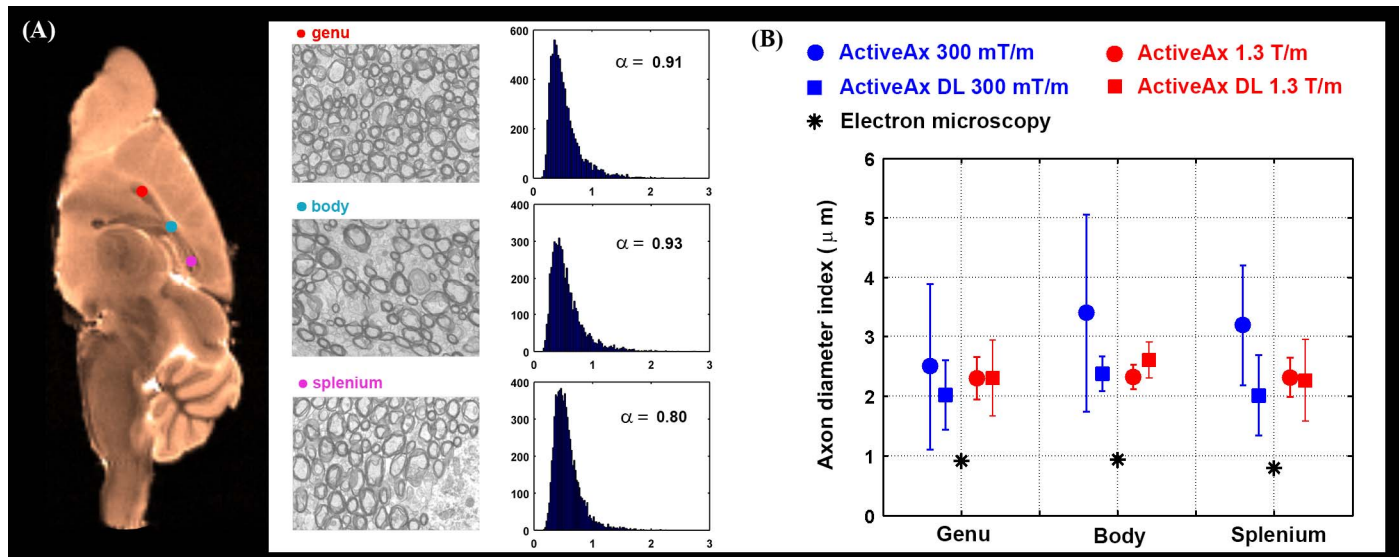 (A)
genu
600
400
200
0
0 1 2 3
α = 0.91
body
400
300
200
100
0
0 1 2 3
α = 0.93
splenium
400
300
200
100
0
0 1 2 3
α = 0.80
(B)
ActiveAx 300 mT/m
ActiveAx 1.3 T/m
ActiveAx DL 300 mT/m
ActiveAx DL 1.3 T/m
Electron microscopy
Axon diameter index ( μ m)
6
5
4
3
2
1
0
Genu Body Splenium